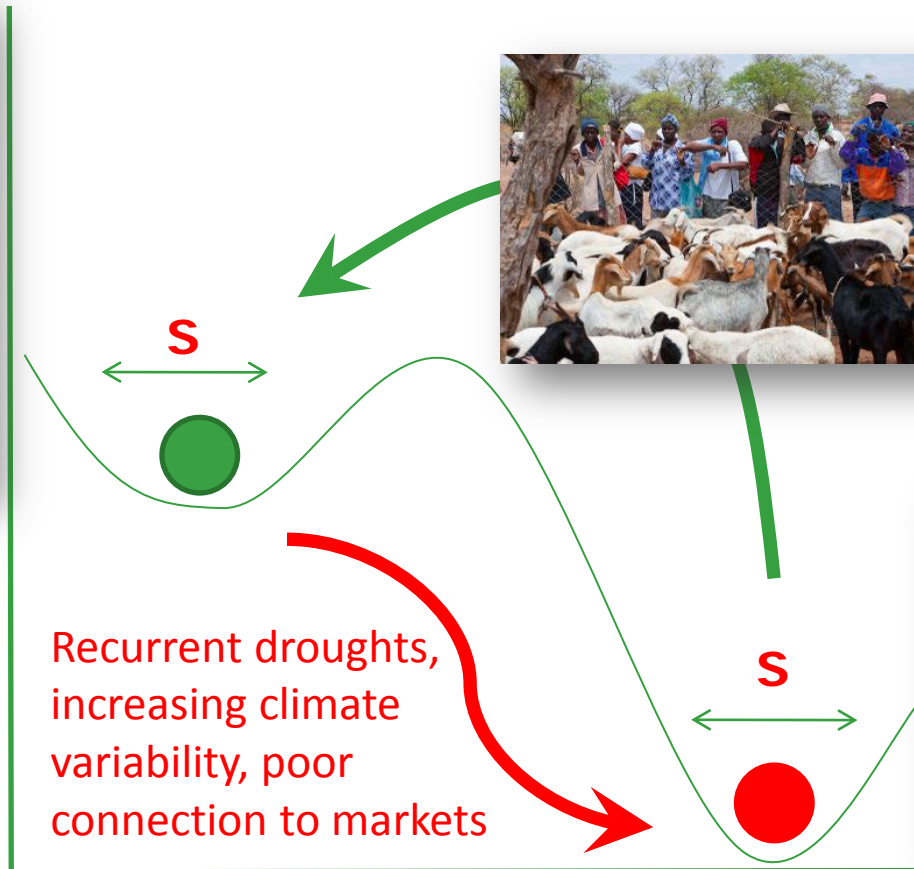 s
Recurrent droughts,
increasing climate
variability, poor
connection to markets
s